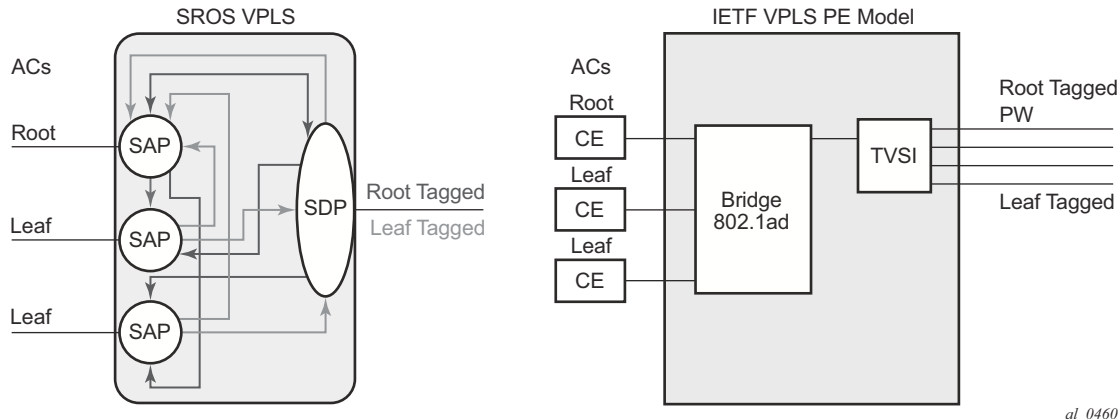 SROS VPLS
ACs
Root
SAP
Leaf
SAP
Leaf
SAP
SDP
Root Tagged
Leaf Tagged
IETF VPLS PE Model
ACs
Root
CE
Leaf
CE
Leaf
CE
Bridge
802.1ad
TVSI
Root Tagged
PW
Leaf Tagged
al_0460